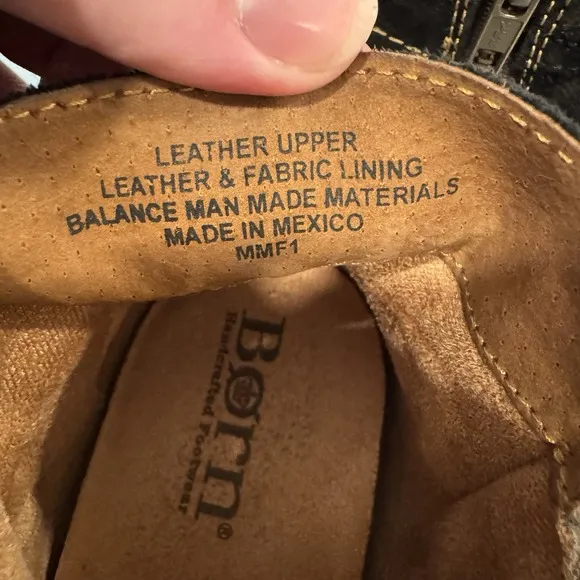 LEATHER UPPER
LEATHER & FABRIC LINING
BALANCE MAN MADE MATERIALS
MADE IN MEXICO
MMF1
Børn®
Handcrafted Footwear